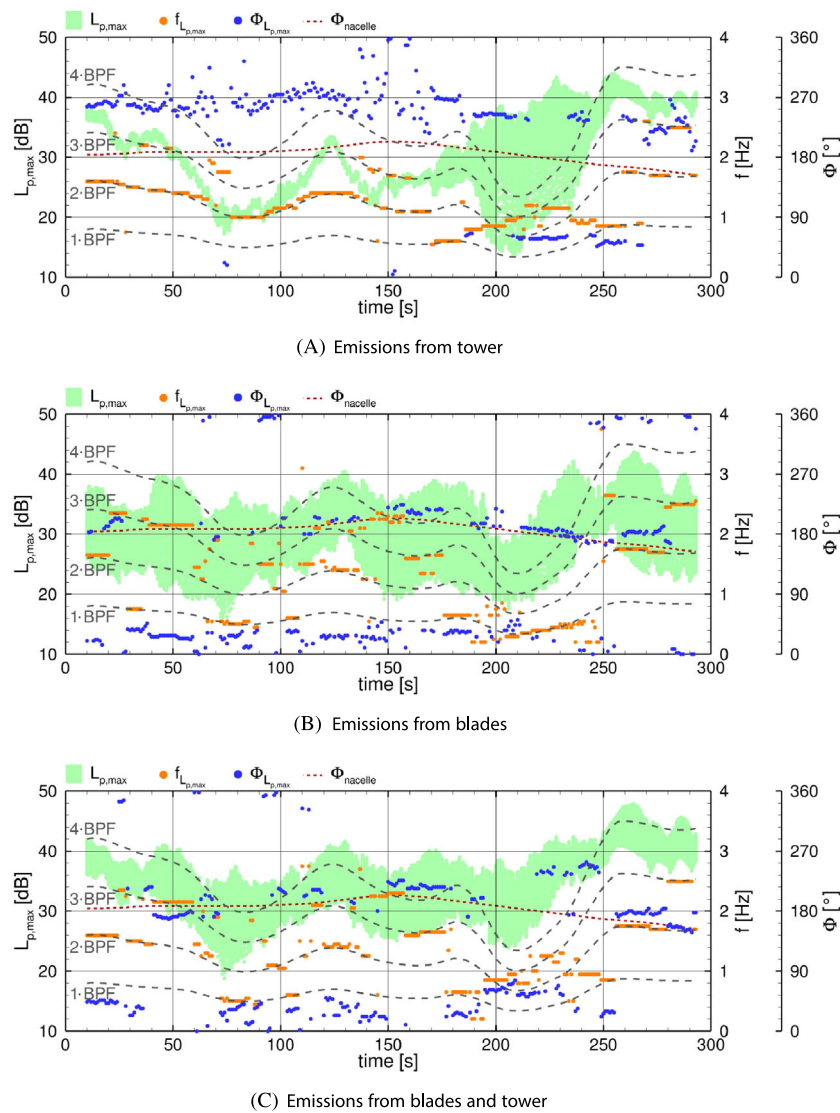 L_p,max f_Lp,max Φ_Lp,max Φ_nacelle
50 4 360
4·BPF
40 3 270
3·BPF
L_p,max [dB] 30 2 f [Hz] 180 Φ [°]
2·BPF
20 1 90
1·BPF
10 0 0
0 50 100 150 200 250 300
time [s]
(A) Emissions from tower
L_p,max f_Lp,max Φ_Lp,max Φ_nacelle
50 4 360
4·BPF
40 3 270
3·BPF
L_p,max [dB] 30 2 f [Hz] 180 Φ [°]
2·BPF
20 1 90
1·BPF
10 0 0
0 50 100 150 200 250 300
time [s]
(B) Emissions from blades
L_p,max f_Lp,max Φ_Lp,max Φ_nacelle
50 4 360
4·BPF
40 3 270
3·BPF
L_p,max [dB] 30 2 f [Hz] 180 Φ [°]
2·BPF
20 1 90
1·BPF
10 0 0
0 50 100 150 200 250 300
time [s]
(C) Emissions from blades and tower